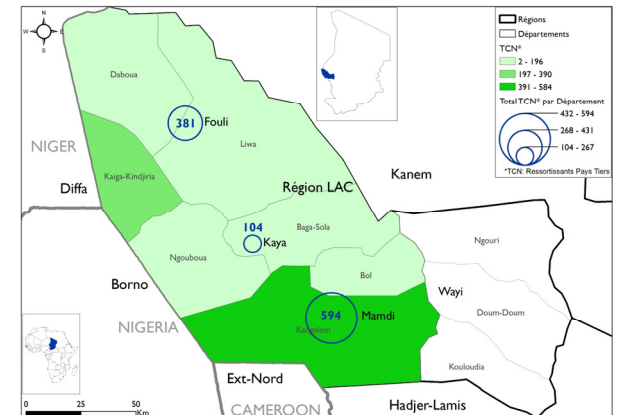 N
W
E
S
Régions
Départements
TCN*
2 - 196
197 - 390
391 - 584
Total TCN* par Département
432 - 594
268 - 431
104 - 267
*TCN: Ressortissants Pays Tiers
Daboua
381 Fouli
Liwa
NIGER
Kaiga-Kindjiria
Diffa
Région LAC
Kanem
104
Kaya
Baga-Sola
Ngouri
Ngouboua
Bol
Borno
Wayi
594 Mamdi
Doum-Doum
NIGERIA
Kangalom
Kouloudia
Ext-Nord
Hadjer-Lamis
CAMEROON
0 25 50
Km